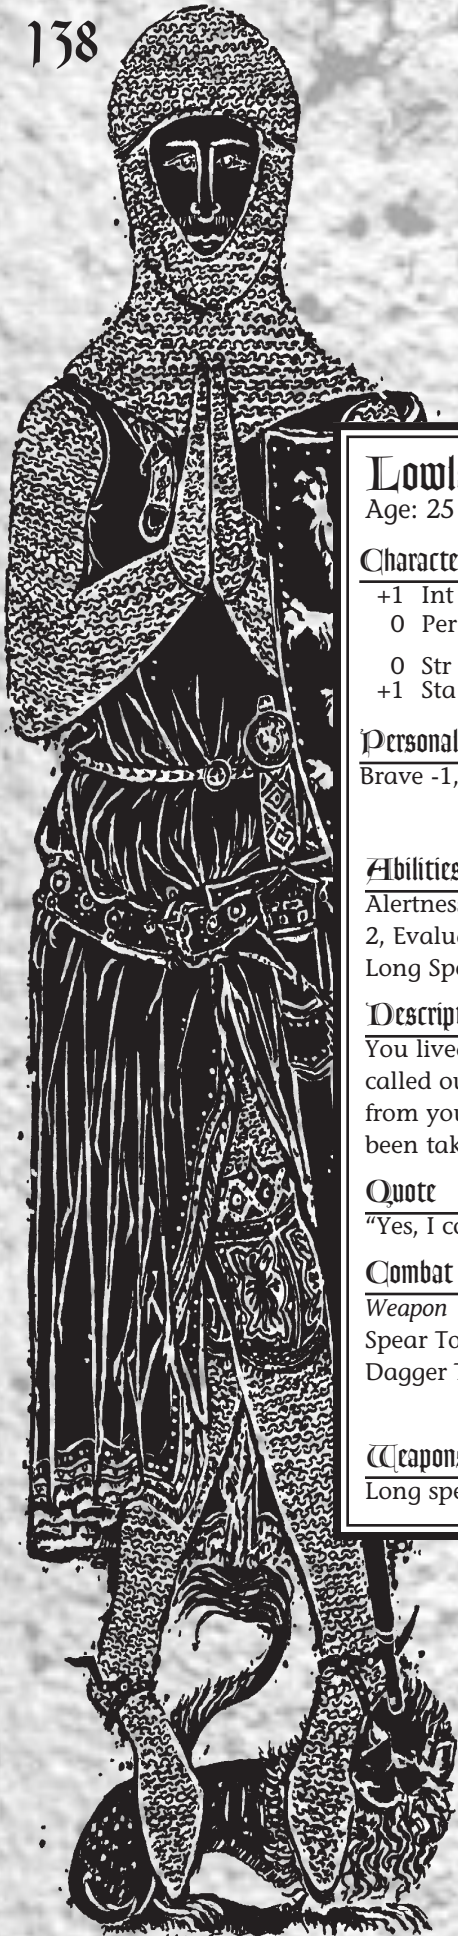 138
Lowl
Age: 25
Characte
+1 Int
0 Per
0 Str
+1 Sta
Personal
Brave -1,
Abilities
Alertness
2, Evalua
Long Spe
Descript
You lived
called ou
from you
been tak
Quote
“Yes, I co
Combat
Weapon
Spear To
Dagger T
Weapons
Long spe